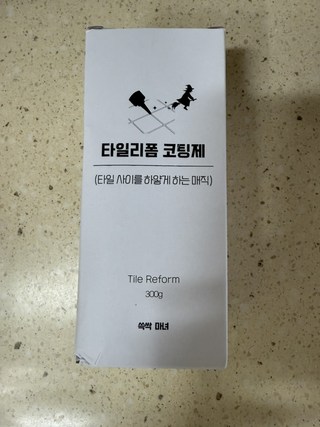 타일리폼 코팅제
(타일 사이를 하얗게 하는 매직)
Tile Reform
300g
쓱싹 마녀